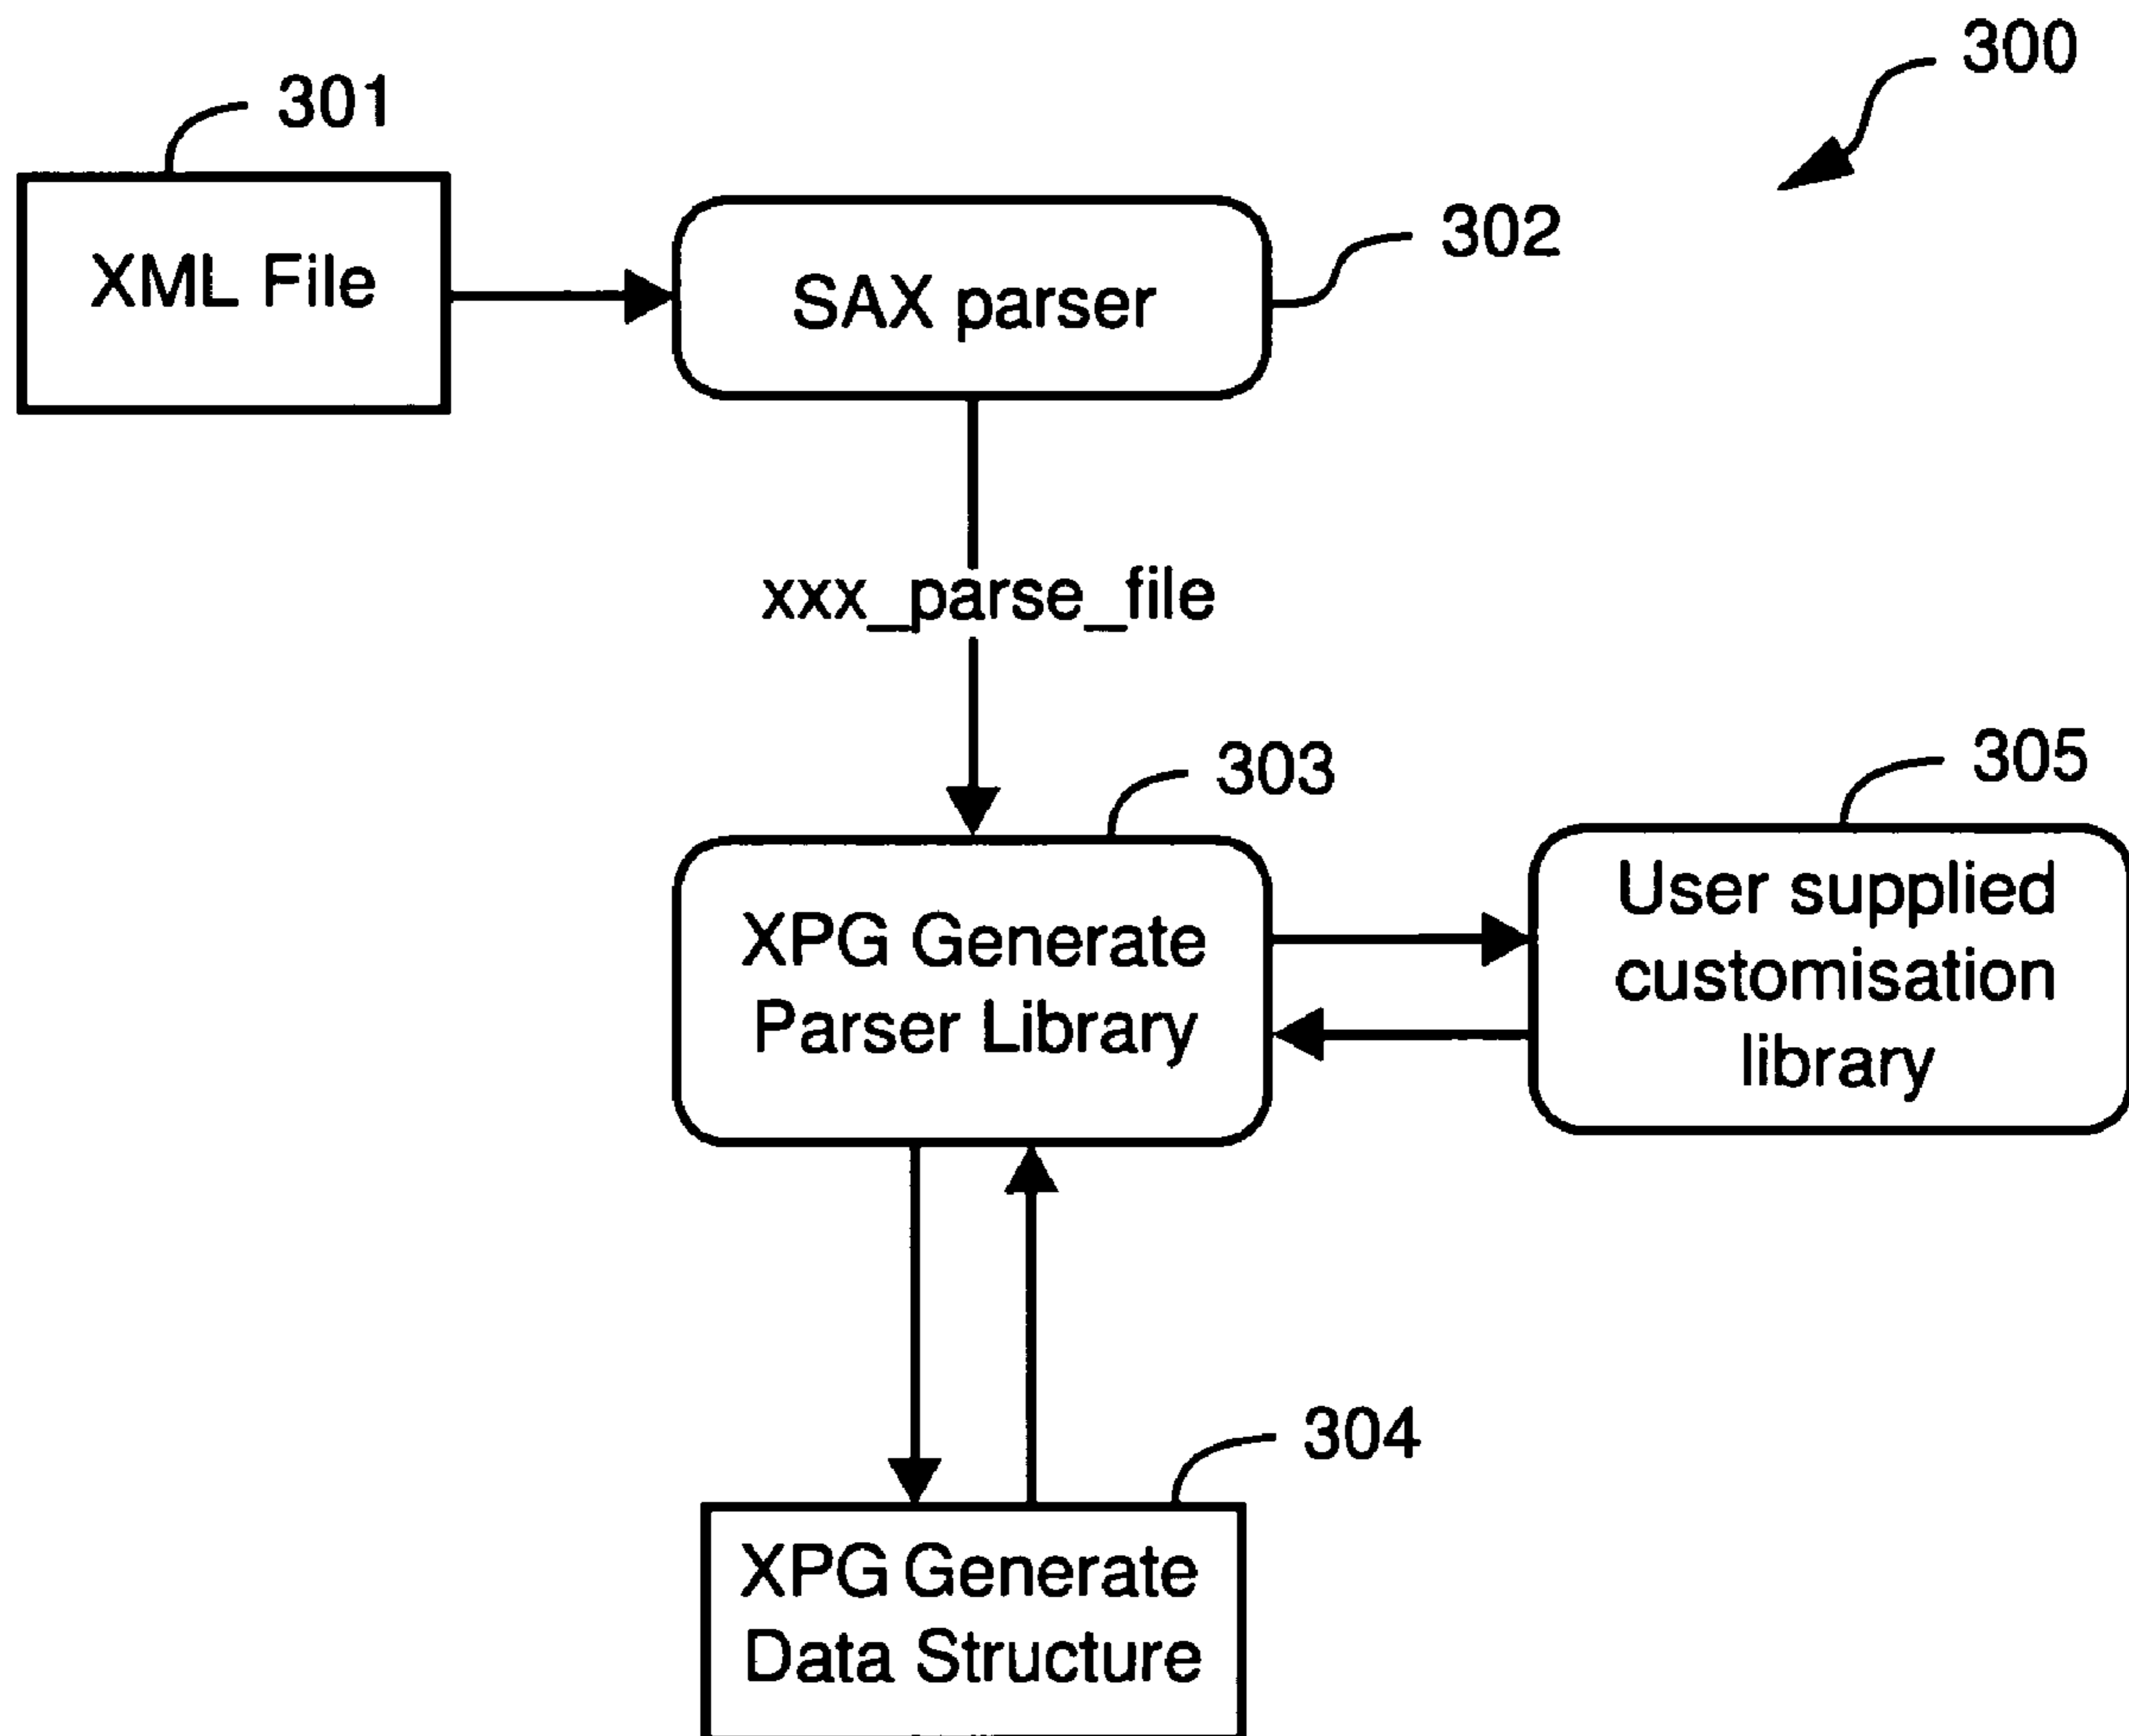 300
301
XML File
SAX parser
302
xxx_parse_file
303
305
XPG Generate
Parser Library
User supplied
customisation
library
304
XPG Generate
Data Structure